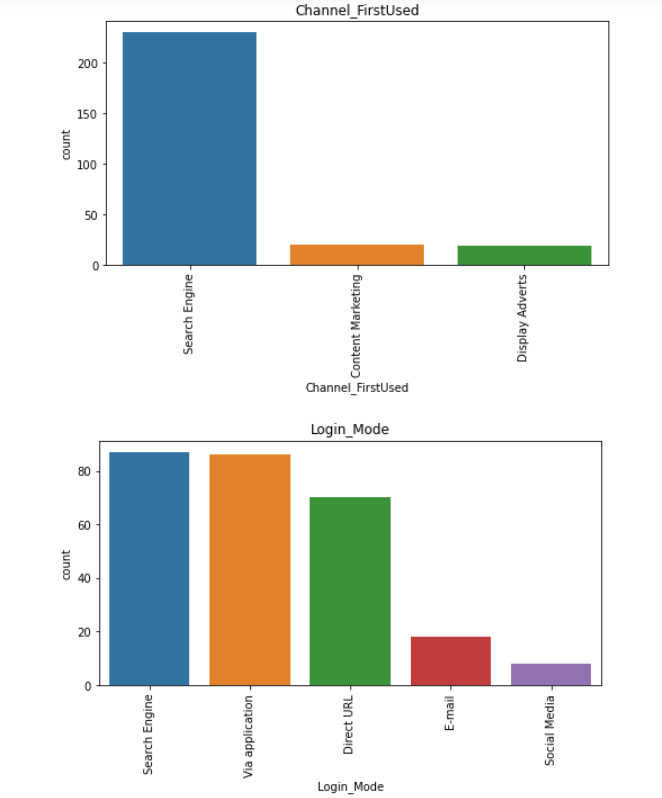 Channel_FirstUsed
200
150
100
50
0
count
Search Engine
Content Marketing
Display Adverts
Channel_FirstUsed
Login_Mode
80
60
40
20
0
count
Search Engine
Via application
Direct URL
E-mail
Social Media
Login_Mode